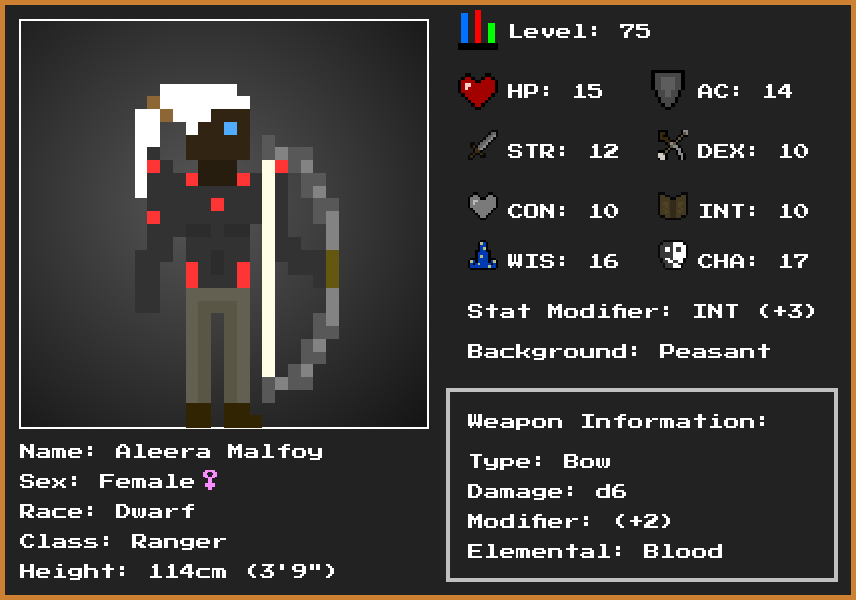 Level: 75
HP: 15 AC: 14
STR: 12 DEX: 10
CON: 10 INT: 10
WIS: 16 CHA: 17
Stat Modifier: INT (+3)
Background: Peasant
Weapon Information:
Type: Bow
Damage: d6
Modifier: (+2)
Elemental: Blood
Name: Aleera Malfoy
Sex: Female♀
Race: Dwarf
Class: Ranger
Height: 114cm (3'9")